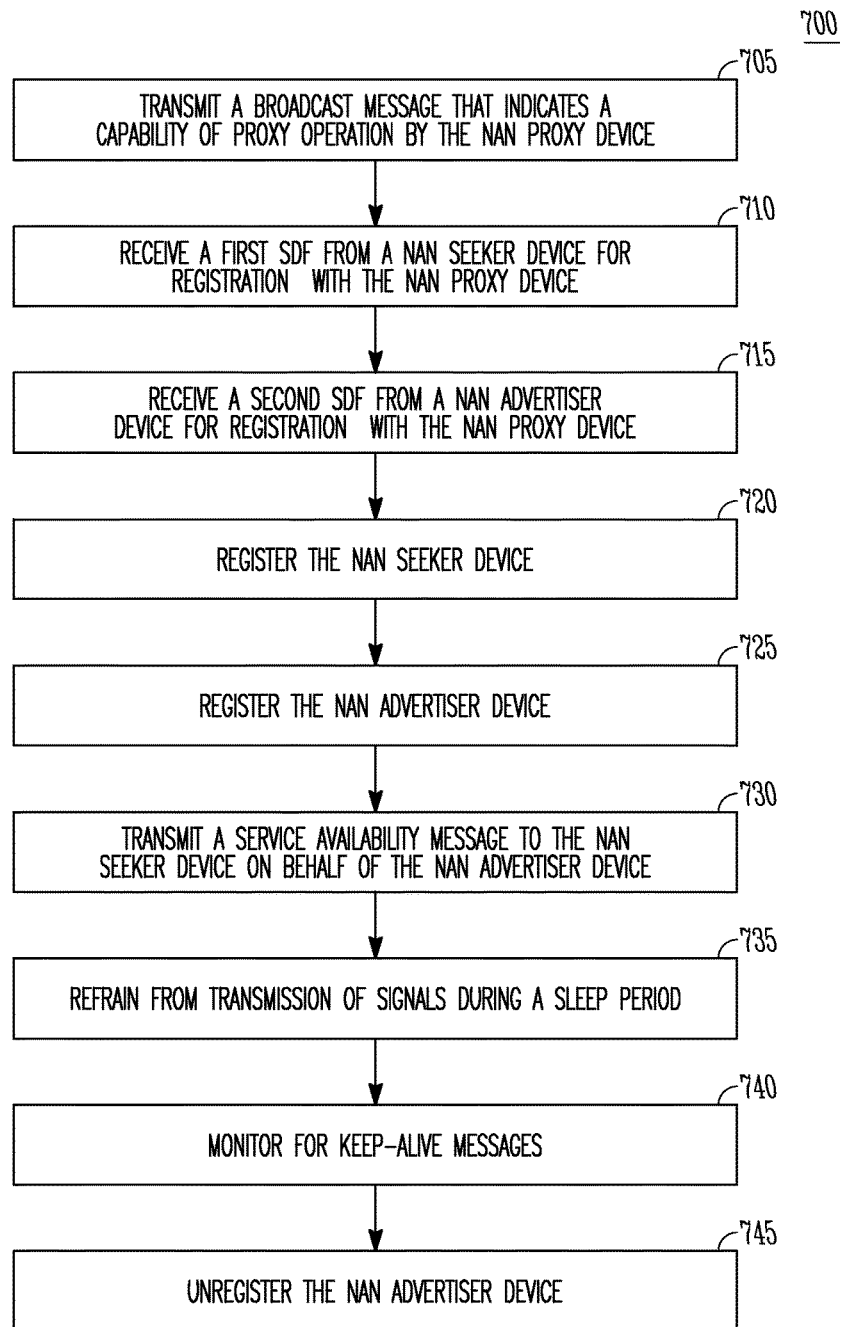 700
705
TRANSMIT A BROADCAST MESSAGE THAT INDICATES A
CAPABILITY OF PROXY OPERATION BY THE NAN PROXY DEVICE
710
RECEIVE A FIRST SDF FROM A NAN SEEKER DEVICE FOR
REGISTRATION WITH THE NAN PROXY DEVICE
715
RECEIVE A SECOND SDF FROM A NAN ADVERTISER
DEVICE FOR REGISTRATION WITH THE NAN PROXY DEVICE
720
REGISTER THE NAN SEEKER DEVICE
725
REGISTER THE NAN ADVERTISER DEVICE
730
TRANSMIT A SERVICE AVAILABILITY MESSAGE TO THE NAN
SEEKER DEVICE ON BEHALF OF THE NAN ADVERTISER DEVICE
735
REFRAIN FROM TRANSMISSION OF SIGNALS DURING A SLEEP PERIOD
740
MONITOR FOR KEEP-ALIVE MESSAGES
745
UNREGISTER THE NAN ADVERTISER DEVICE